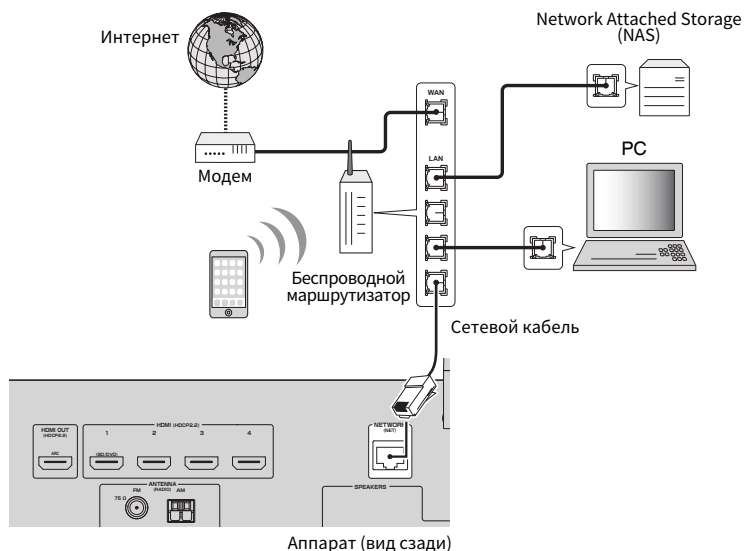 Интернет
Network Attached Storage
(NAS)
WAN
LAN
PC
Модем
Беспроводной
маршрутизатор
Сетевой кабель
HDMI OUT
(HDCP2.2)
ARC
HDMI (HDCP2.2)
1 2 3 4
(BD/DVD)
NETWORK
(NET)
ANTENNA
(RADIO)
FM AM
75 Ω
SPEAKERS
Аппарат (вид сзади)